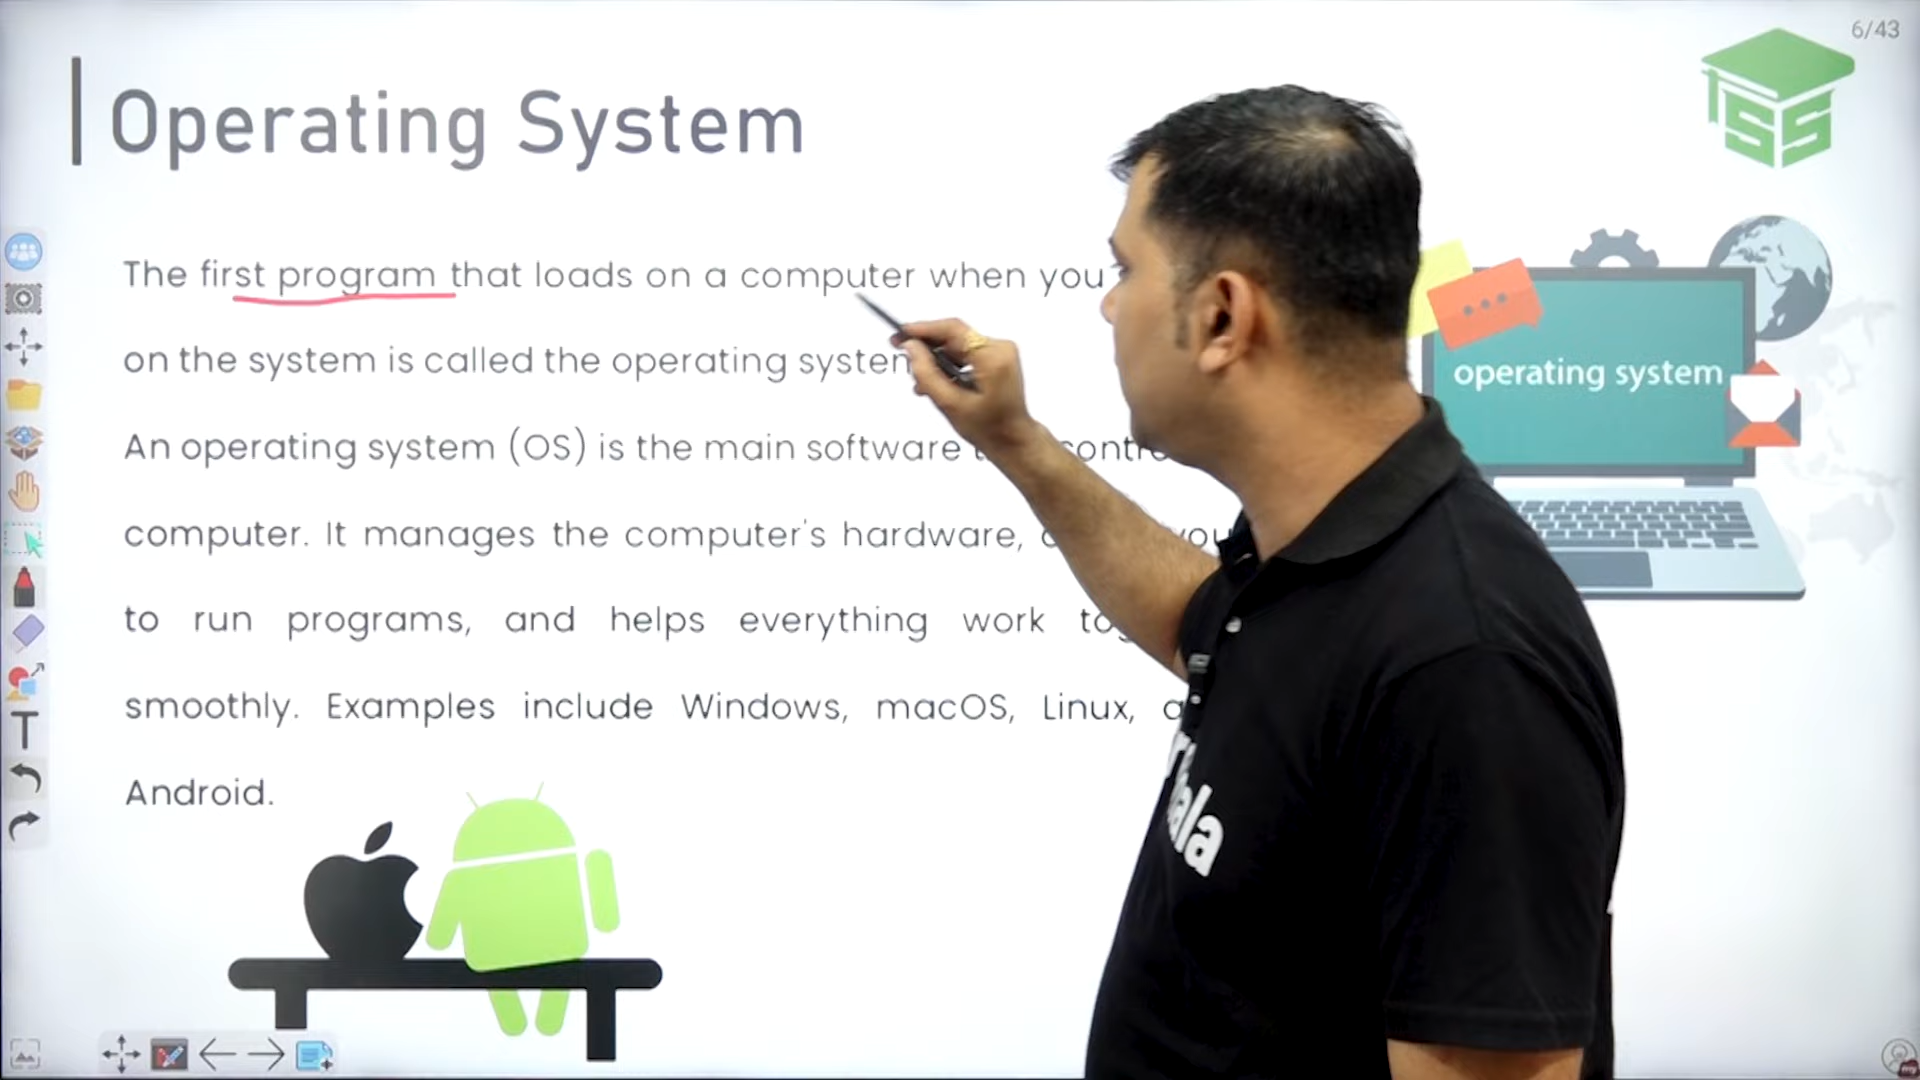 6/43
Operating System
SS
The first program that loads on a computer when you
on the system is called the operating
An operating system (OS) is the main software
computer. It manages the computer's hardware,
to run programs, and helps everything work
smoothly. Examples include Windows, macOS, Linux,
Android.
operating system
T